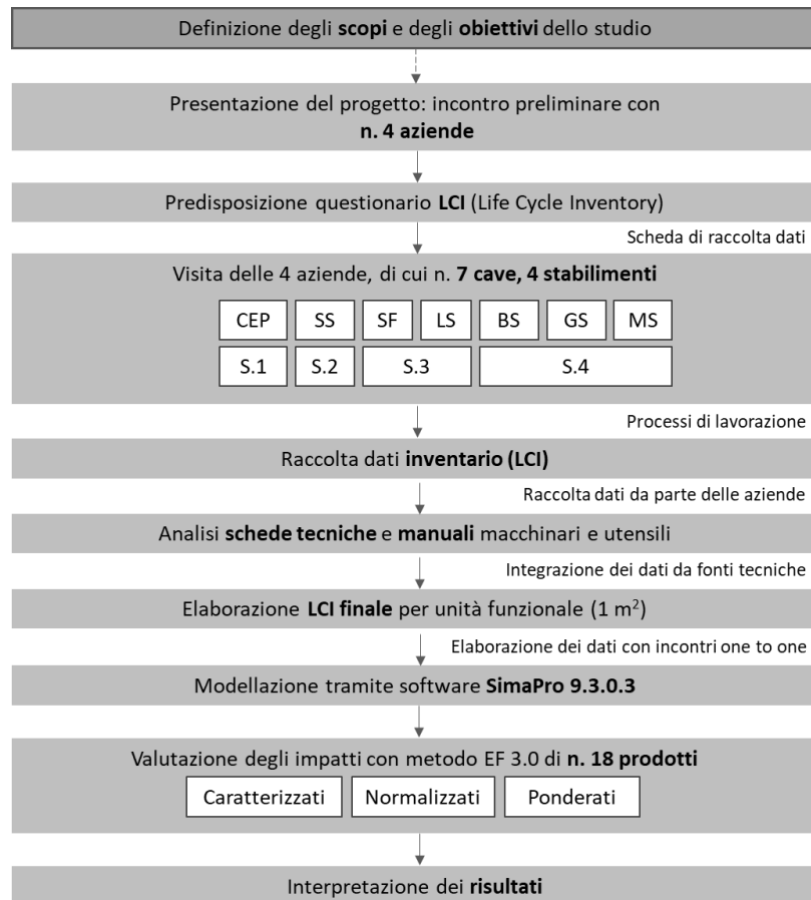 Definizione degli scopi e degli obiettivi dello studio
Presentazione del progetto: incontro preliminare con
n. 4 aziende
Predisposizione questionario LCI (Life Cycle Inventory)
Scheda di raccolta dati
Visita delle 4 aziende, di cui n. 7 cave, 4 stabilimenti
CEP SS SF LS BS GS MS
S.1 S.2 S.3 S.4
Processi di lavorazione
Raccolta dati inventario (LCI)
Raccolta dati da parte delle aziende
Analisi schede tecniche e manuali macchinari e utensili
Integrazione dei dati da fonti tecniche
Elaborazione LCI finale per unità funzionale (1 m²)
Elaborazione dei dati con incontri one to one
Modellazione tramite software SimaPro 9.3.0.3
Valutazione degli impatti con metodo EF 3.0 di n. 18 prodotti
Caratterizzati Normalizzati Ponderati
Interpretazione dei risultati